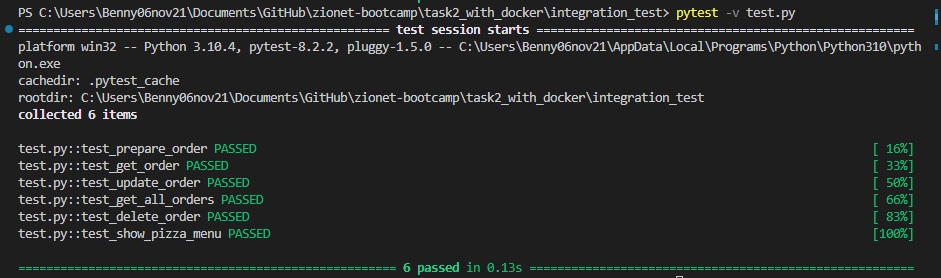 PS C:\Users\Benny06nov21\Documents\GitHub\zionet-bootcamp\task2_with_docker\integration_test> pytest -v test.py
================================================= test session starts =================================================
platform win32 -- Python 3.10.4, pytest-8.2.2, pluggy-1.5.0 -- C:\Users\Benny06nov21\AppData\Local\Programs\Python\Python310\pyth
on.exe
cachedir: .pytest_cache
rootdir: C:\Users\Benny06nov21\Documents\GitHub\zionet-bootcamp\task2_with_docker\integration_test
collected 6 items
test.py::test_prepare_order PASSED [ 16%]
test.py::test_get_order PASSED [ 33%]
test.py::test_update_order PASSED [ 50%]
test.py::test_get_all_orders PASSED [ 66%]
test.py::test_delete_order PASSED [ 83%]
test.py::test_show_pizza_menu PASSED [100%]
================================================== 6 passed in 0.13s ==================================================